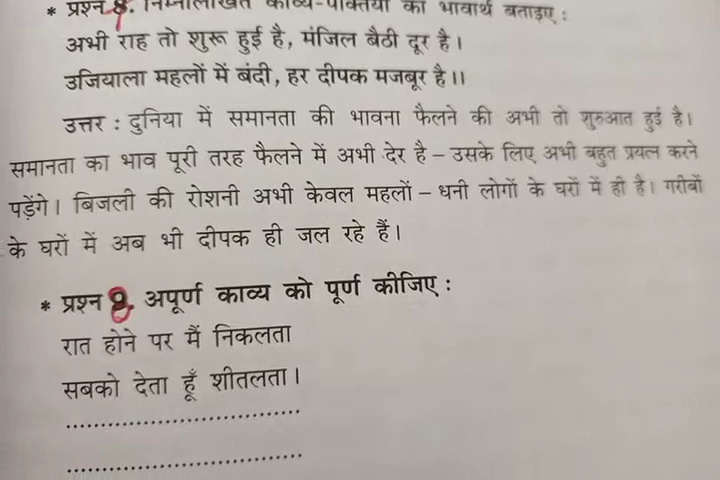 * प्रश्न 8. निम्नलिखित काव्य-पंक्तियों का भावार्थ बताइए :
अभी राह तो शुरू हुई है, मंजिल बैठी दूर है।
उजियाला महलों में बंदी, हर दीपक मजबूर है।।
उत्तर : दुनिया में समानता की भावना फैलने की अभी तो शुरुआत हुई है।
समानता का भाव पूरी तरह फैलने में अभी देर है – उसके लिए अभी बहुत प्रयत्न करने
पड़ेंगे। बिजली की रोशनी अभी केवल महलों – धनी लोगों के घरों में ही है। गरीबों
के घरों में अब भी दीपक ही जल रहे हैं।
* प्रश्न 9. अपूर्ण काव्य को पूर्ण कीजिए :
रात होने पर मैं निकलता
सबको देता हूँ शीतलता।
..................................
..................................